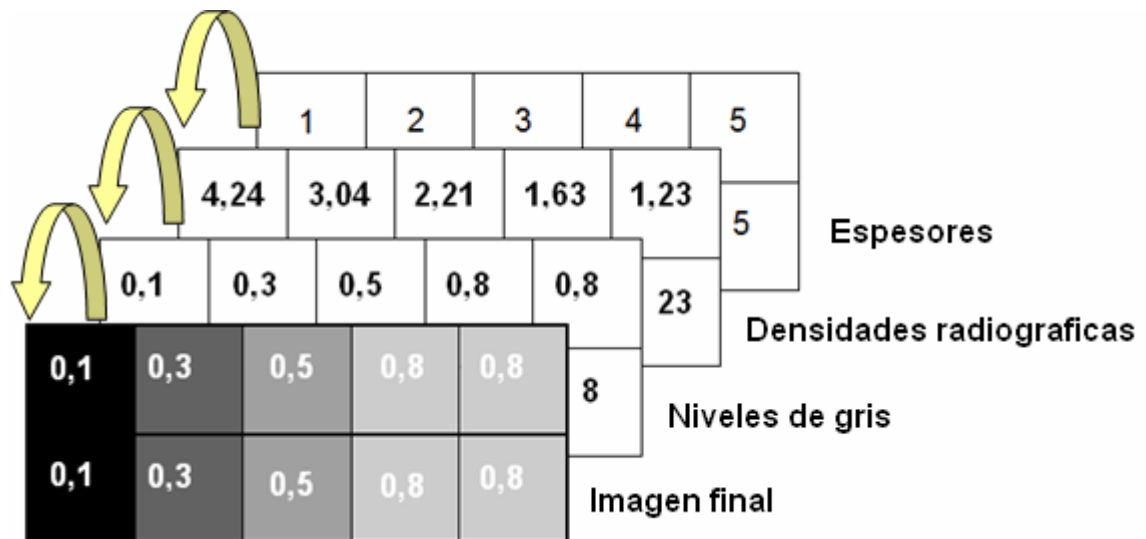 1 2 3 4 5
4,24 3,04 2,21 1,63 1,23
5
Espesores
0,1 0,3 0,5 0,8 0,8
23
Densidades radiograficas
0,1 0,3 0,5 0,8 0,8
8
Niveles de gris
0,1 0,3 0,5 0,8 0,8
Imagen final